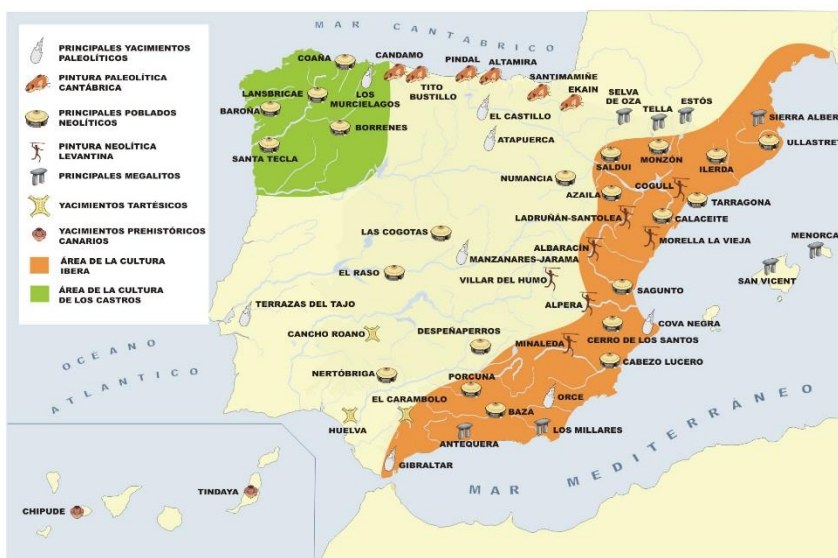 MAR CANTÁBRICO
PRINCIPALES YACIMIENTOS
PALEOLÍTICOS
PINTURA PALEOLÍTICA
CANTÁBRICA
PRINCIPALES POBLADOS
NEOLÍTICOS
PINTURA NEOLÍTICA
LEVANTINA
PRINCIPALES MEGALITOS
YACIMIENTOS TARTÉSICOS
YACIMIENTOS PREHISTÓRICOS
CANARIOS
ÁREA DE LA CULTURA
IBERA
ÁREA DE LA CULTURA
DE LOS CASTROS
COAÑA
CANDAMO
PINDAL
ALTAMIRA
SANTIMAMIÑE
EKAIN
TITO
BUSTILLO
LOS
MURCIELAGOS
LANSBRICAE
BAROÑA
BORRENES
SANTA TECLA
EL CASTILLO
ATAPUERCA
SELVA
DE OZA
TELLA
ESTÓS
SIERRA ALBER
ULLASTRET
SALDUI
MONZÓN
ILERDA
NUMANCIA
AZAILA
COGULL
TARRAGONA
LADRUÑÁN-SANTOLEA
CALACEITE
LAS COGOTAS
ALBARACÍN
MORELLA LA VIEJA
MENORCA
MANZANARES-JARAMA
EL RASO
VILLAR DEL HUMO
SAN VICENT
SAGUNTO
TERRAZAS DEL TAJO
ALPERA
COVA NEGRA
CANCHO ROANO
DESPEÑAPERROS
MINALEDA
CERRO DE LOS SANTOS
CABEZO LUCERO
NERTÓBRIGA
PORCUNA
EL CARAMBOLO
ORCE
BAZA
HUELVA
ANTEQUERA
LOS MILLARES
GIBRALTAR
OCÉANO
ATLANTICO
MAR MEDITERRÁNEO
TINDAYA
CHIPUDE